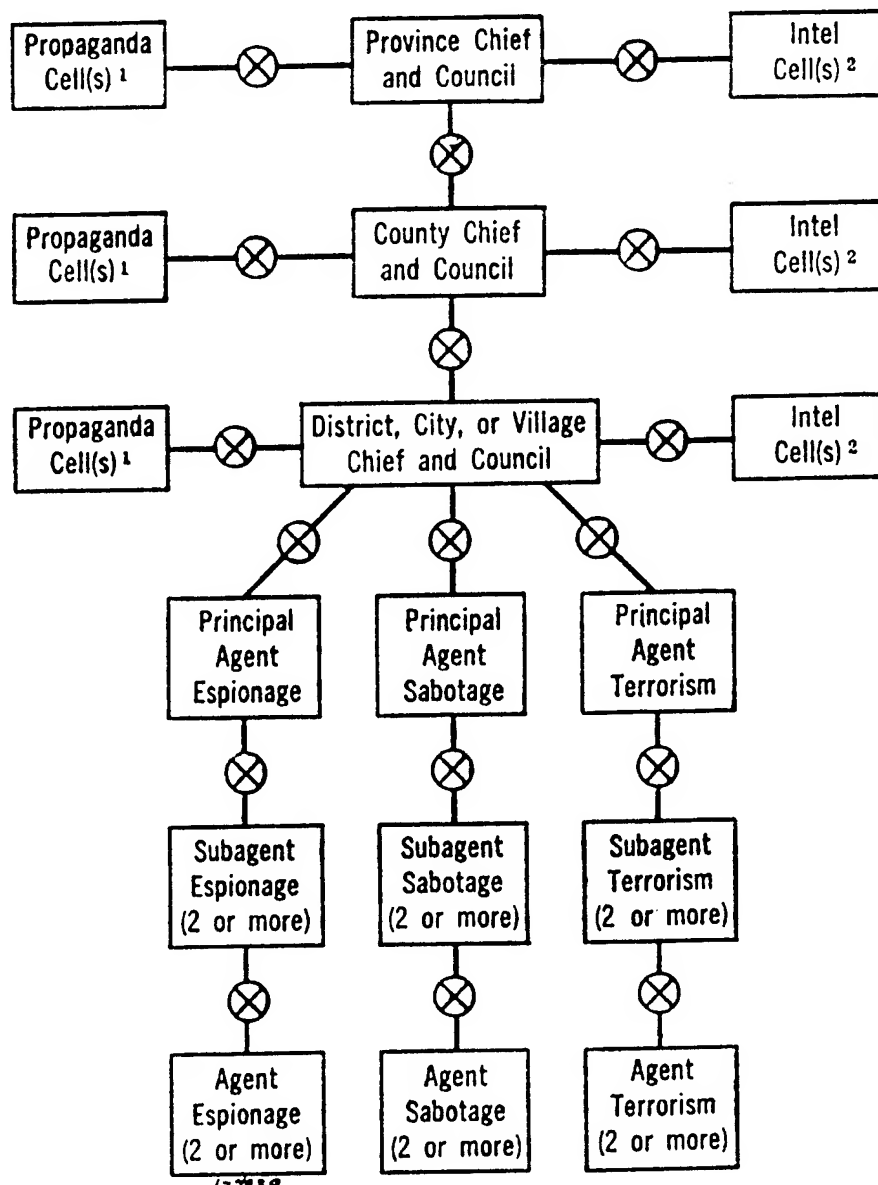 Propaganda
Cell(s) 1
Province Chief
and Council
Intel
Cell(s) 2
Propaganda
Cell(s) 1
County Chief
and Council
Intel
Cell(s) 2
Propaganda
Cell(s) 1
District, City, or Village
Chief and Council
Intel
Cell(s) 2
Principal
Agent
Espionage
Principal
Agent
Sabotage
Principal
Agent
Terrorism
Subagent
Espionage
(2 or more)
Subagent
Sabotage
(2 or more)
Subagent
Terrorism
(2 or more)
Agent
Espionage
(2 or more)
Agent
Sabotage
(2 or more)
Agent
Terrorism
(2 or more)